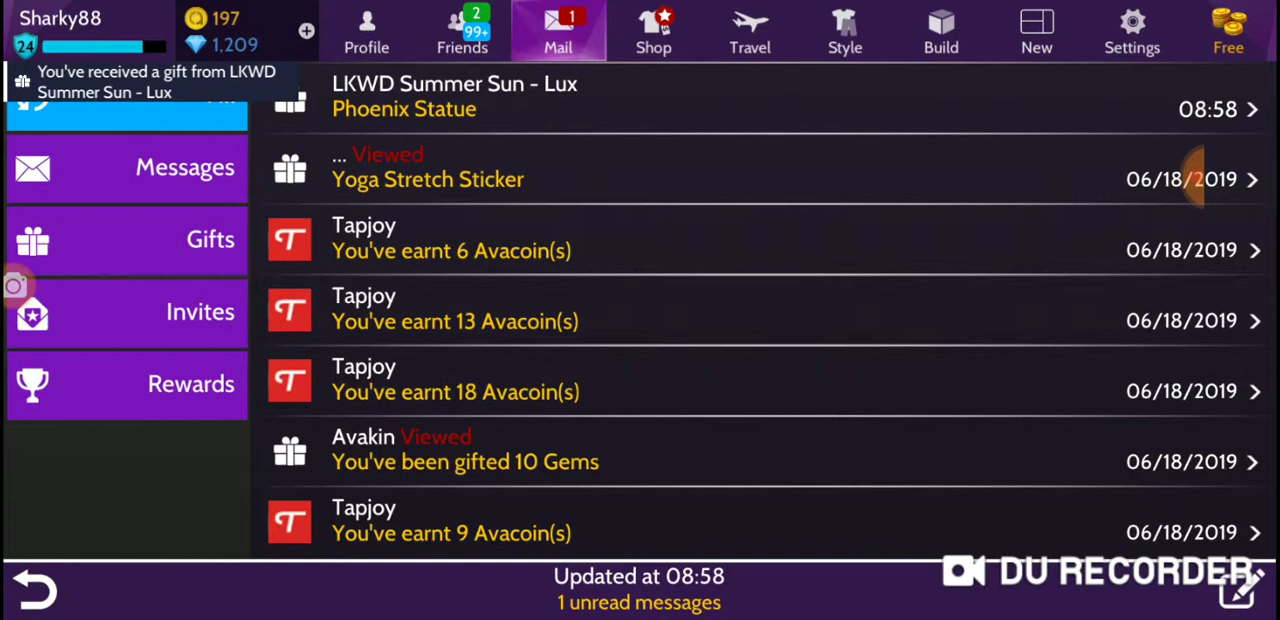 Sharky88
24
197
1,209
Profile
2
99+
Friends
1
Mail
Shop
Travel
Style
Build
New
Settings
Free
You've received a gift from LKWD
Summer Sun - Lux
Messages
Gifts
Invites
Rewards
LKWD Summer Sun - Lux
Phoenix Statue
08:58
... Viewed
Yoga Stretch Sticker
06/18/2019
Tapjoy
You've earnt 6 Avacoin(s)
06/18/2019
Tapjoy
You've earnt 13 Avacoin(s)
06/18/2019
Tapjoy
You've earnt 18 Avacoin(s)
06/18/2019
Avakin Viewed
You've been gifted 10 Gems
06/18/2019
Tapjoy
You've earnt 9 Avacoin(s)
06/18/2019
Updated at 08:58
1 unread messages
DU RECORDER